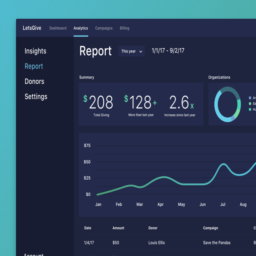 LetsGive Dashboard Analytics Campaigns Billing
Insights
Report
Donors
Settings
Report This year 1/1/17 - 9/2/17
Summary
Organizations
$208
Total Giving
$128+
More than last year
2.6x
Increase since last year
$75
$50
$25
$0
Jan Feb Mar Apr May Jun Jul Aug
Date Amount Donor Campaign
1/4/17 $50 Louis Ellis Save the Pandas
Account